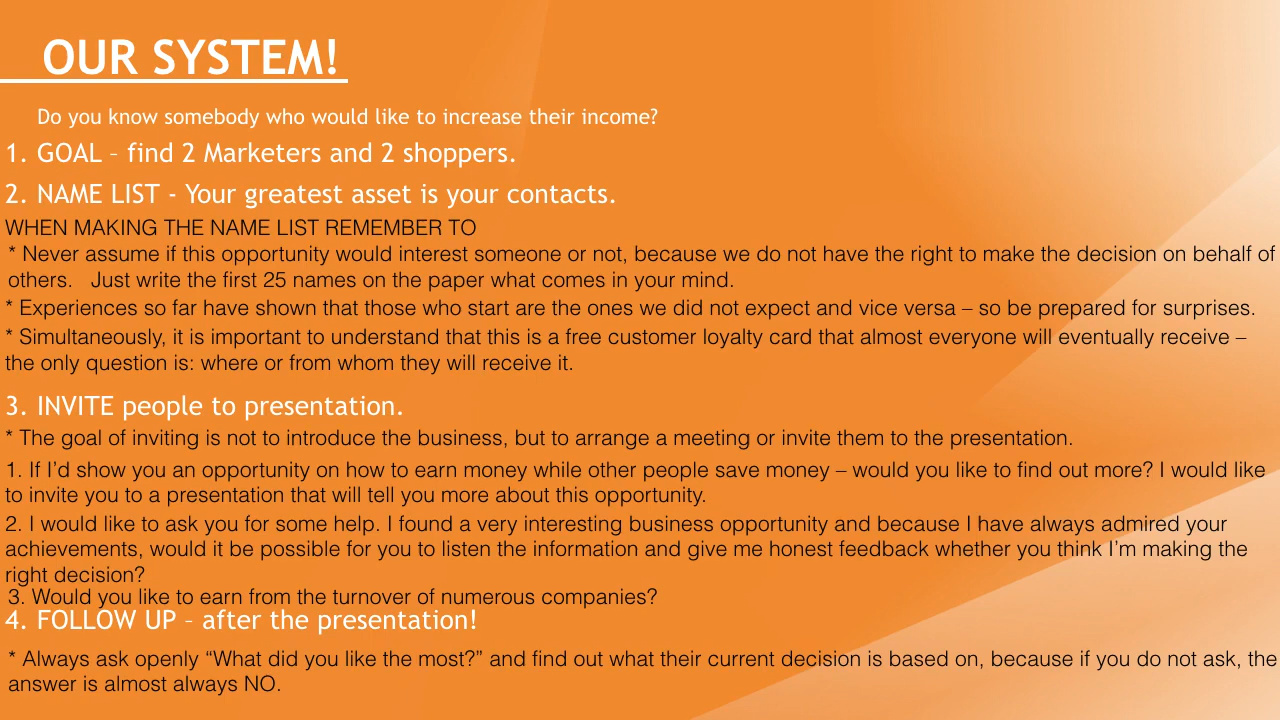 OUR SYSTEM!
Do you know somebody who would like to increase their income?
1. GOAL – find 2 Marketers and 2 shoppers.
2. NAME LIST - Your greatest asset is your contacts.
WHEN MAKING THE NAME LIST REMEMBER TO
* Never assume if this opportunity would interest someone or not, because we do not have the right to make the decision on behalf of
others.   Just write the first 25 names on the paper what comes in your mind.
* Experiences so far have shown that those who start are the ones we did not expect and vice versa – so be prepared for surprises.
* Simultaneously, it is important to understand that this is a free customer loyalty card that almost everyone will eventually receive –
the only question is: where or from whom they will receive it.
3. INVITE people to presentation.
* The goal of inviting is not to introduce the business, but to arrange a meeting or invite them to the presentation.
1. If I’d show you an opportunity on how to earn money while other people save money – would you like to find out more? I would like
to invite you to a presentation that will tell you more about this opportunity.
2. I would like to ask you for some help. I found a very interesting business opportunity and because I have always admired your
achievements, would it be possible for you to listen the information and give me honest feedback whether you think I’m making the
right decision?
3. Would you like to earn from the turnover of numerous companies?
4. FOLLOW UP – after the presentation!
* Always ask openly “What did you like the most?” and find out what their current decision is based on, because if you do not ask, the
answer is almost always NO.